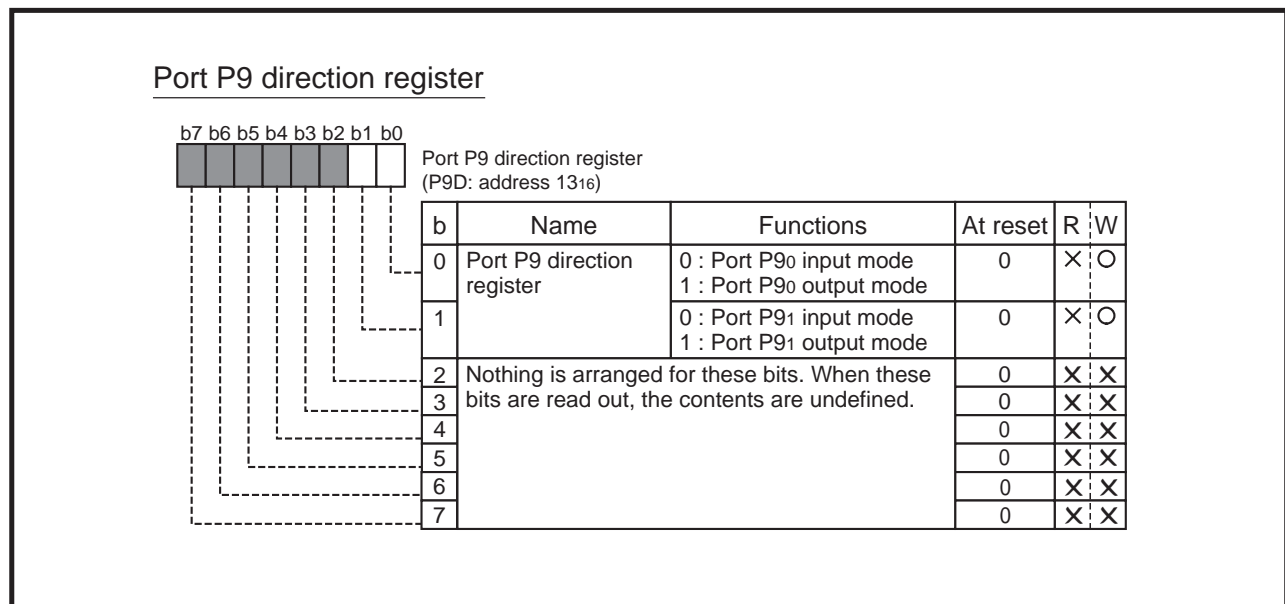 Port P9 direction register
b7 b6 b5 b4 b3 b2 b1 b0
Port P9 direction register
(P9D: address 1316)
b Name Functions At reset R W
0 Port P9 direction register 0 : Port P90 input mode 0 × ○
1 : Port P90 output mode
1 0 : Port P91 input mode 0 × ○
1 : Port P91 output mode
2 Nothing is arranged for these bits. When these 0 × ×
3 bits are read out, the contents are undefined. 0 × ×
4 0 × ×
5 0 × ×
6 0 × ×
7 0 × ×